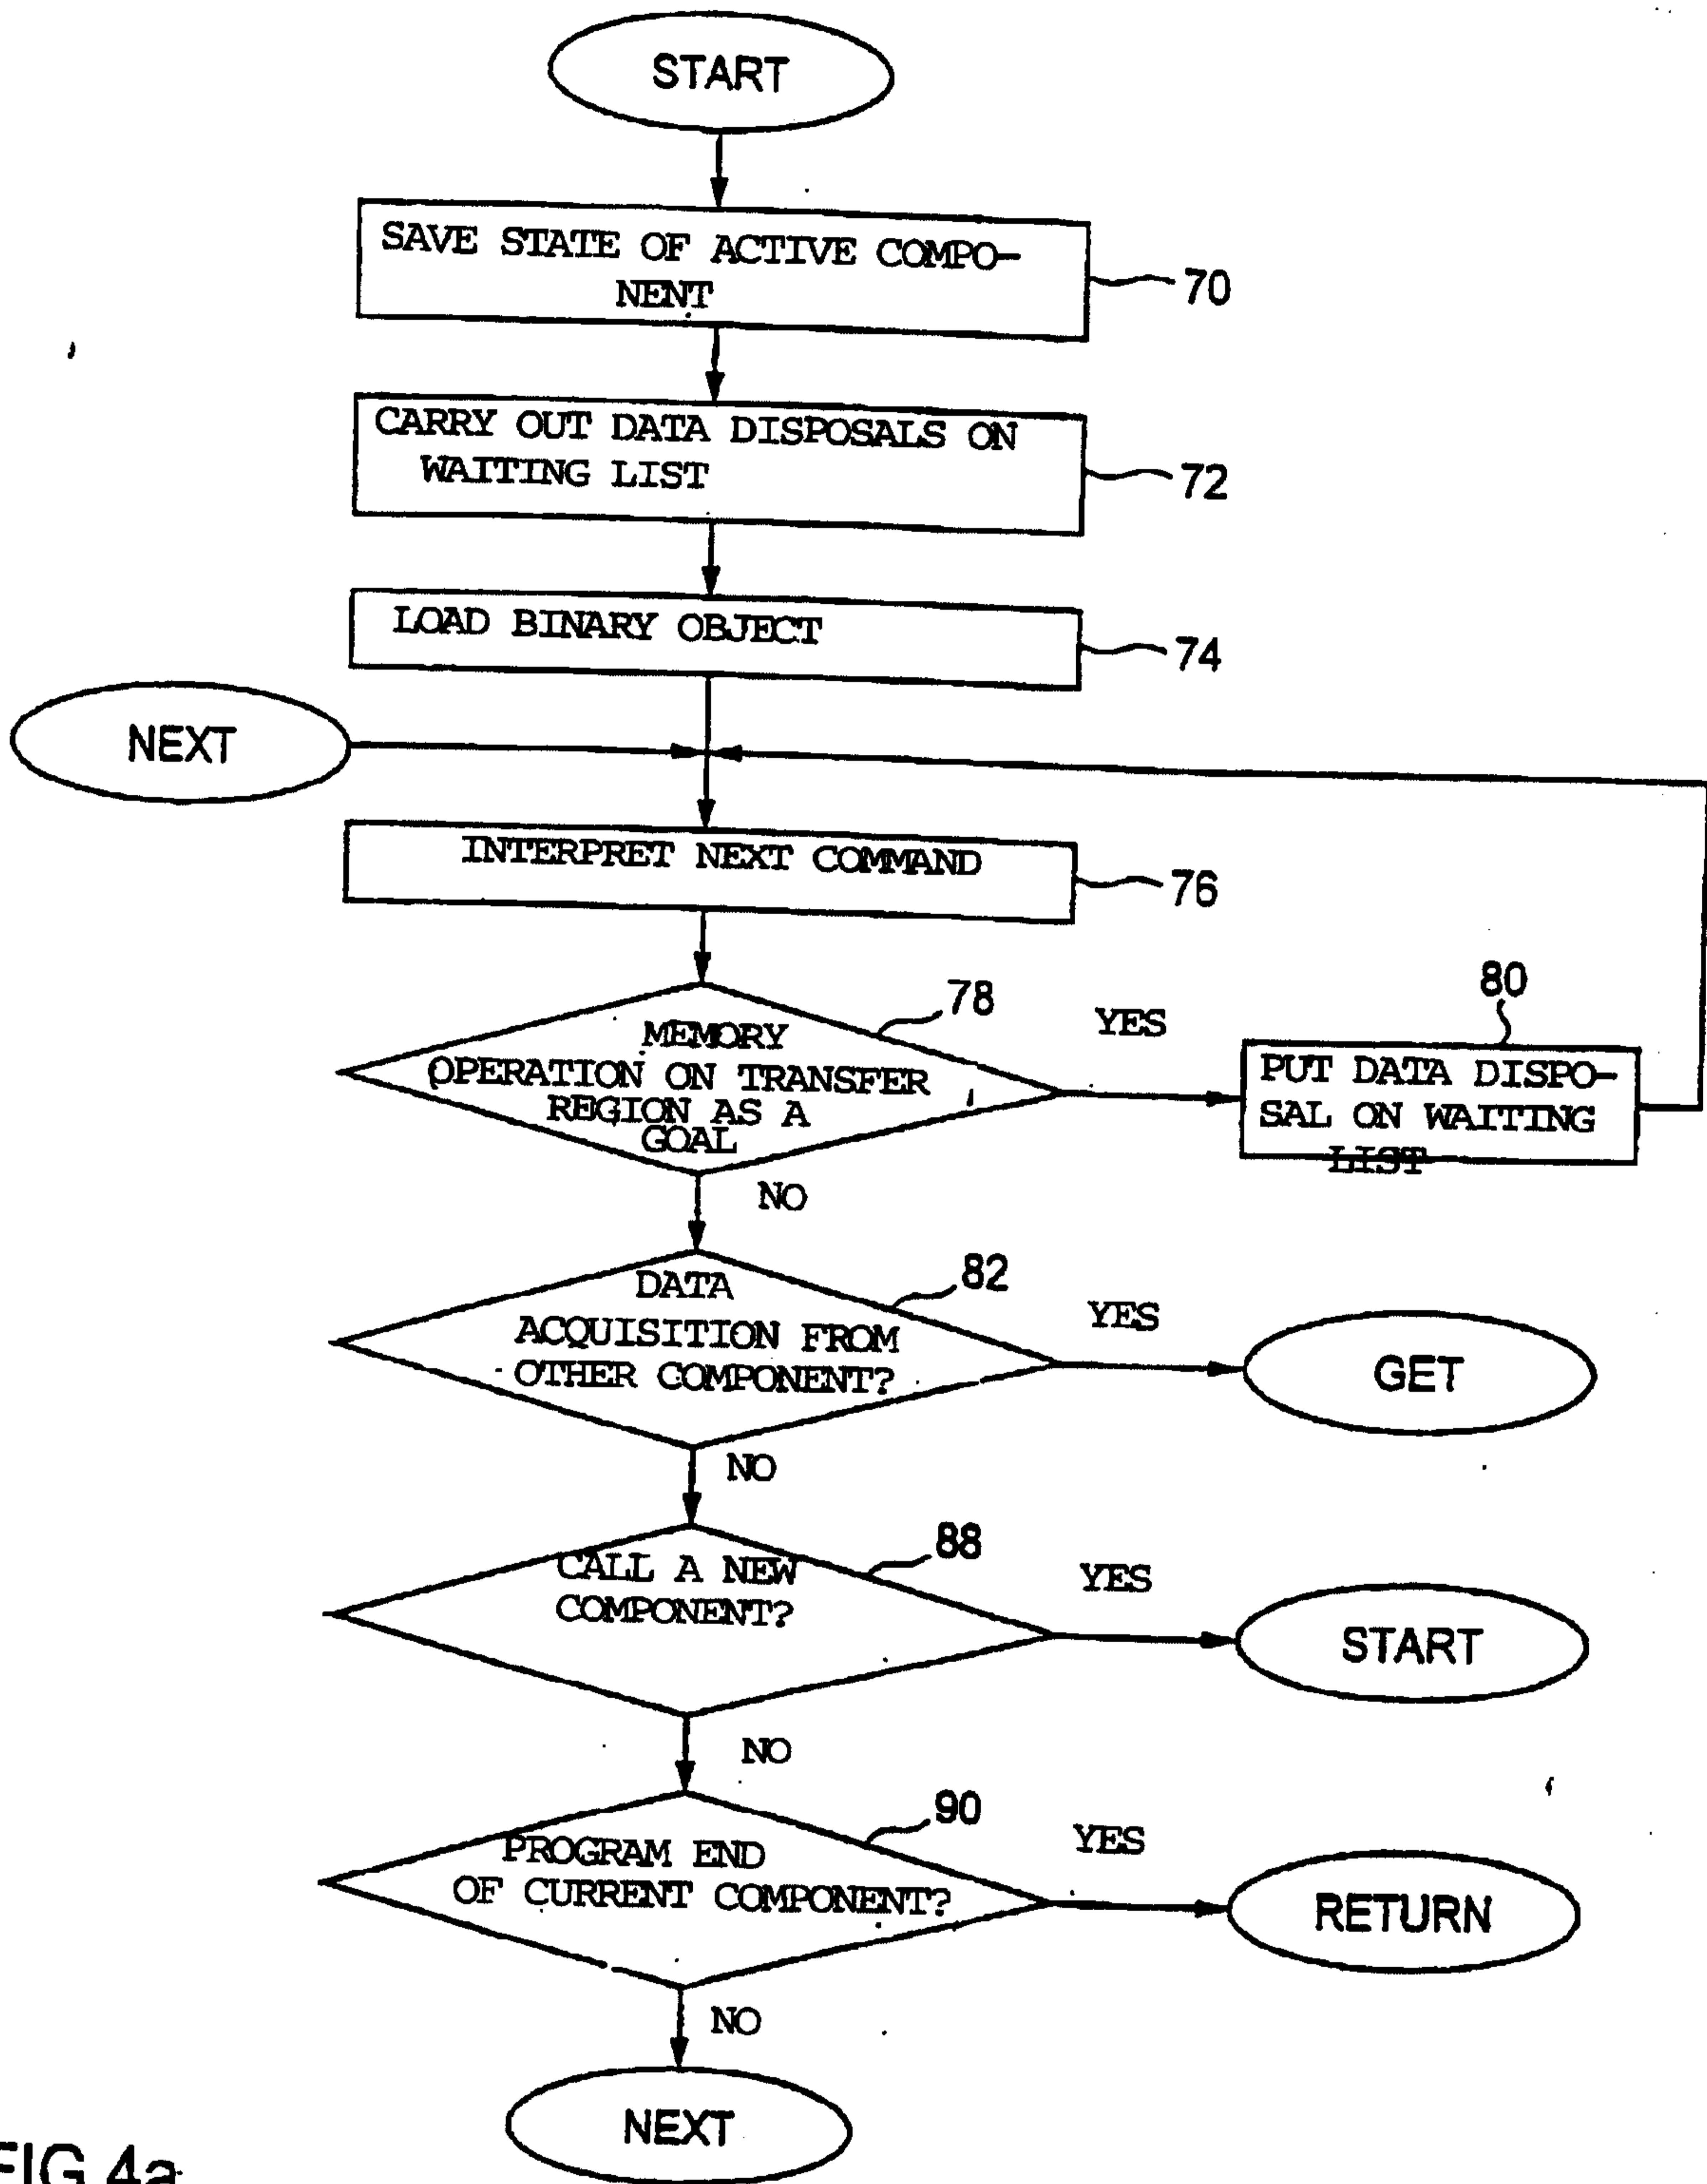 START
SAVE STATE OF ACTIVE COMPO-
NENT
70
CARRY OUT DATA DISPOSALS ON
WAITING LIST
72
LOAD BINARY OBJECT
74
NEXT
INTERPRET NEXT COMMAND
76
MEMORY
OPERATION ON TRANSFER
REGION AS A
GOAL
78
YES
80
PUT DATA DISPO-
SAL ON WAITING
LIST
NO
DATA
ACQUISITION FROM
OTHER COMPONENT?
82
YES
GET
NO
CALL A NEW
COMPONENT?
88
YES
START
NO
PROGRAM END
OF CURRENT COMPONENT?
90
YES
RETURN
NO
NEXT
FIG 4a